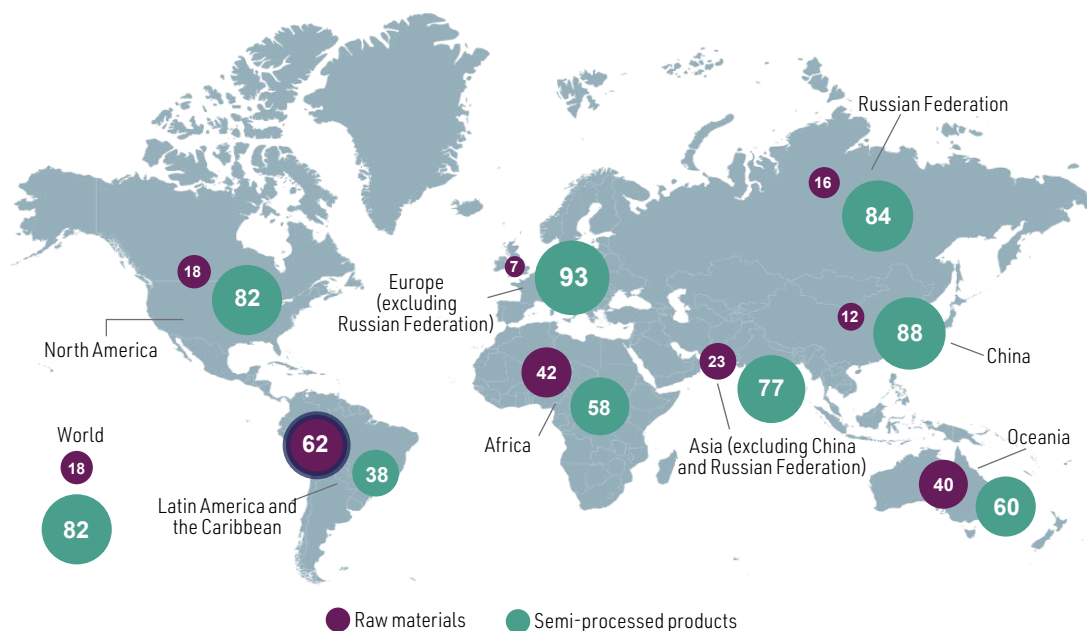 Russian Federation
16
84
18
82
North America
Europe
(excluding
Russian Federation)
7
93
12
88
China
42
58
Africa
23
77
Asia (excluding China
and Russian Federation)
Oceania
40
60
62
38
Latin America and
the Caribbean
World
18
82
Raw materials
Semi-processed products